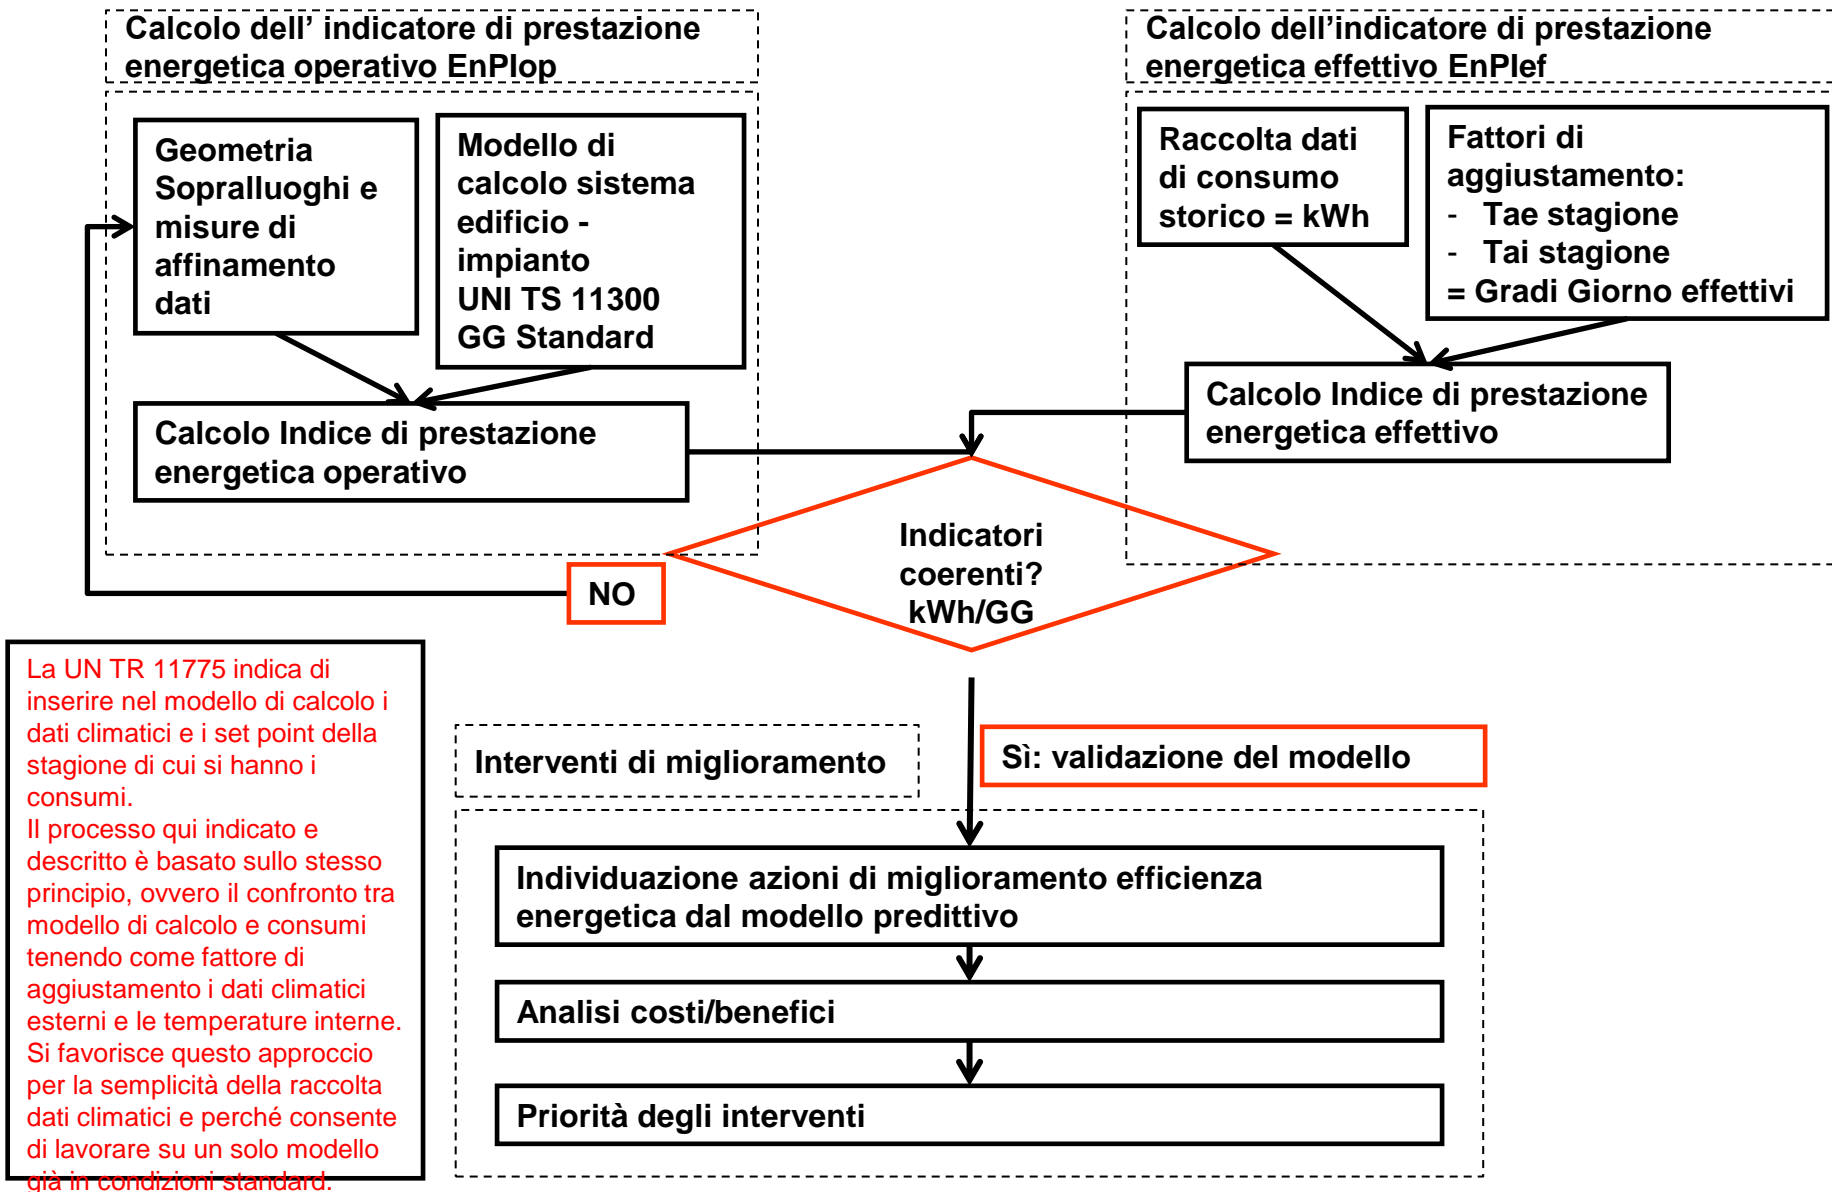 Calcolo dell’ indicatore di prestazione
energetica operativo EnPIop
Calcolo dell’indicatore di prestazione
energetica effettivo EnPIef
Geometria
Sopralluoghi e
misure di
affinamento
dati
Modello di
calcolo sistema
edificio -
impianto
UNI TS 11300
GG Standard
Raccolta dati
di consumo
storico = kWh
Fattori di
aggiustamento:
- Tae stagione
- Tai stagione
= Gradi Giorno effettivi
Calcolo Indice di prestazione
energetica operativo
Calcolo Indice di prestazione
energetica effettivo
Indicatori
coerenti?
kWh/GG
NO
La UN TR 11775 indica di
inserire nel modello di calcolo i
dati climatici e i set point della
stagione di cui si hanno i
consumi.
Il processo qui indicato e
descritto è basato sullo stesso
principio, ovvero il confronto tra
modello di calcolo e consumi
tenendo come fattore di
aggiustamento i dati climatici
esterni e le temperature interne.
Si favorisce questo approccio
per la semplicità della raccolta
dati climatici e perché consente
di lavorare su un solo modello
già in condizioni standard.
Interventi di miglioramento
Sì: validazione del modello
Individuazione azioni di miglioramento efficienza
energetica dal modello predittivo
Analisi costi/benefici
Priorità degli interventi